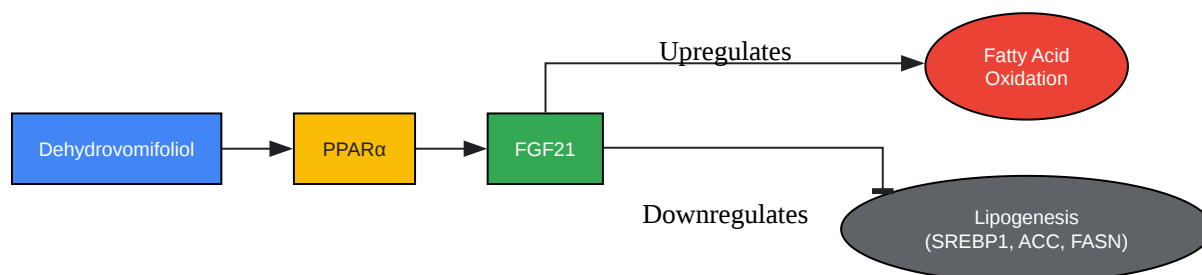 Upregulates
Fatty Acid
Oxidation
Dehydrovomifoliol
PPARα
FGF21
Downregulates
Lipogenesis
(SREBP1, ACC, FASN)